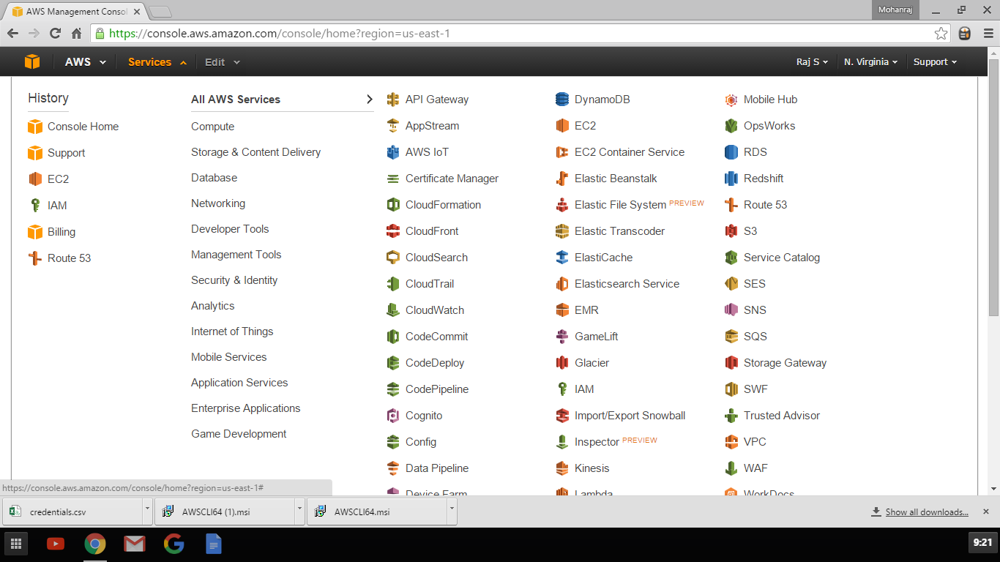 AWS Management Consol
Mohanraj
https://console.aws.amazon.com/console/home?region=us-east-1
AWS Services Edit Raj S N. Virginia Support
History
Console Home
Support
EC2
IAM
Billing
Route 53
All AWS Services
Compute
Storage & Content Delivery
Database
Networking
Developer Tools
Management Tools
Security & Identity
Analytics
Internet of Things
Mobile Services
Application Services
Enterprise Applications
Game Development
API Gateway
AppStream
AWS IoT
Certificate Manager
CloudFormation
CloudFront
CloudSearch
CloudTrail
CloudWatch
CodeCommit
CodeDeploy
CodePipeline
Cognito
Config
Data Pipeline
Device Farm
DynamoDB
EC2
EC2 Container Service
Elastic Beanstalk
Elastic File System PREVIEW
Elastic Transcoder
ElastiCache
Elasticsearch Service
EMR
GameLift
Glacier
IAM
Import/Export Snowball
Inspector PREVIEW
Kinesis
Lambda
Mobile Hub
OpsWorks
RDS
Redshift
Route 53
S3
Service Catalog
SES
SNS
SQS
Storage Gateway
SWF
Trusted Advisor
VPC
WAF
WorkDocs
https://console.aws.amazon.com/console/home?region=us-east-1#
credentials.csv
AWSCLI64 (1).msi
AWSCLI64.msi
Show all downloads...
9:21